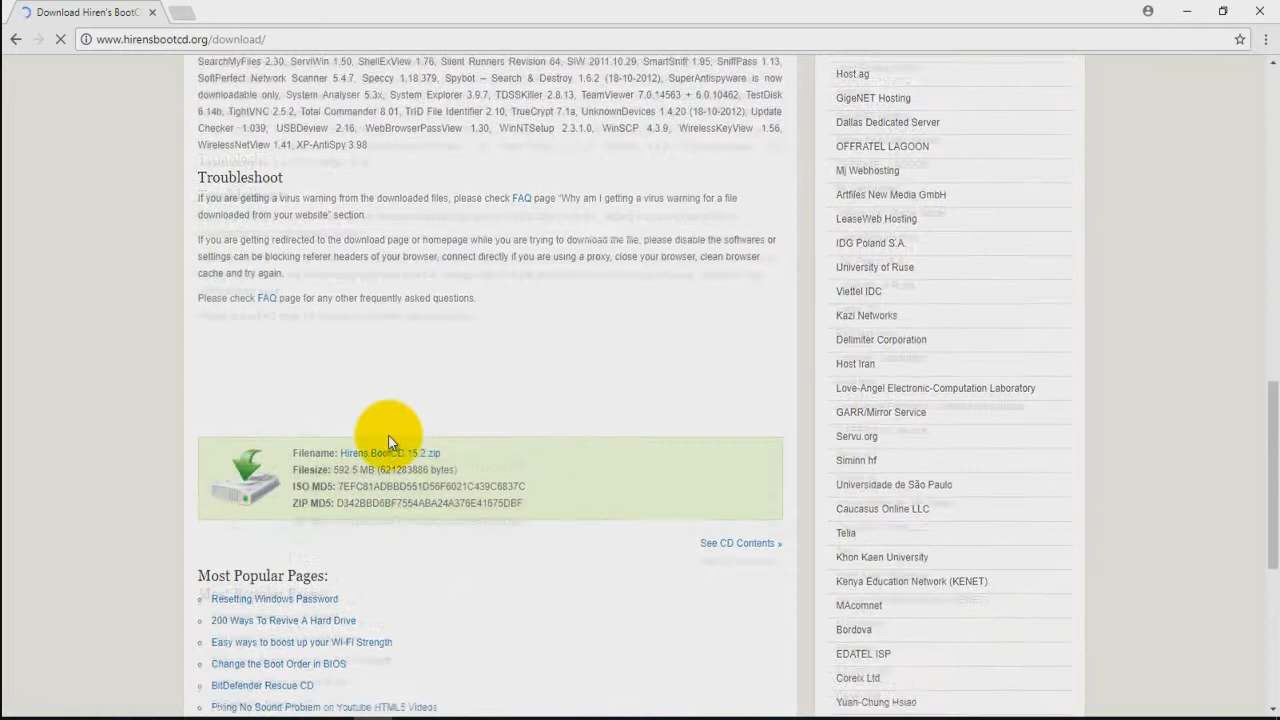 Download Hiren's BootC
www.hirensbootcd.org/download/
SearchMyFiles 2.30, ServiWin 1.50, ShellExView 1.76, Silent Runners Revision 64, SIW 2011.10.29, SmartSniff 1.95, SniffPass 1.13,
SoftPerfect Network Scanner 5.4.7, Speccy 1.18.379, Spybot – Search & Destroy 1.6.2 (18-10-2012), SuperAntispyware is now
downloadable only, System Analyser 5.3x, System Explorer 3.9.7, TDSSKiller 2.8.13, TeamViewer 7.0.14563 + 6.0.10462, TestDisk
6.14b, TightVNC 2.5.2, Total Commander 8.01, TriD File Identifier 2.10, TrueCrypt 7.1a, UnknownDevices 1.4.20 (18-10-2012), Update
Checker 1.039, USBDeview 2.16, WebBrowserPassView 1.30, WinNTSetup 2.3.1.0, WinSCP 4.3.9, WirelessKeyView 1.56,
WirelessNetView 1.41, XP-AntiSpy 3.98
Troubleshoot
If you are getting a virus warning from the downloaded files, please check FAQ page “Why am I getting a virus warning for a file
downloaded from your website” section.
If you are getting redirected to the download page or homepage while you are trying to download the file, please disable the softwares or
settings can be blocking referer headers of your browser, connect directly if you are using a proxy, close your browser, clean browser
cache and try again.
Please check FAQ page for any other frequently asked questions.
Filename: Hirens.BootCD.15.2.zip
Filesize: 592.5 MB (621283886 bytes)
ISO MD5: 7EFC81ADBBD551D56F6021C439C6837C
ZIP MD5: D342BBD6BF7554ABA24A376E41675DBF
See CD Contents »
Most Popular Pages:
Resetting Windows Password
200 Ways To Revive A Hard Drive
Easy ways to boost up your Wi-Fi Strength
Change the Boot Order in BIOS
BitDefender Rescue CD
Fixing No Sound Problem on Youtube HTML5 Videos
Host.ag
GigeNET Hosting
Dallas Dedicated Server
OFFRATEL LAGOON
Mj Webhosting
Artfiles New Media GmbH
LeaseWeb Hosting
IDG Poland S.A.
University of Ruse
Viettel IDC
Kazi Networks
Delimiter Corporation
Host Iran
Love-Angel Electronic-Computation Laboratory
GARR/Mirror Service
Servu.org
Siminn hf
Universidade de São Paulo
Caucasus Online LLC
Telia
Khon Kaen University
Kenya Education Network (KENET)
MAcomnet
Bordova
EDATEL ISP
Coreix Ltd
Yuan-Chung Hsiad